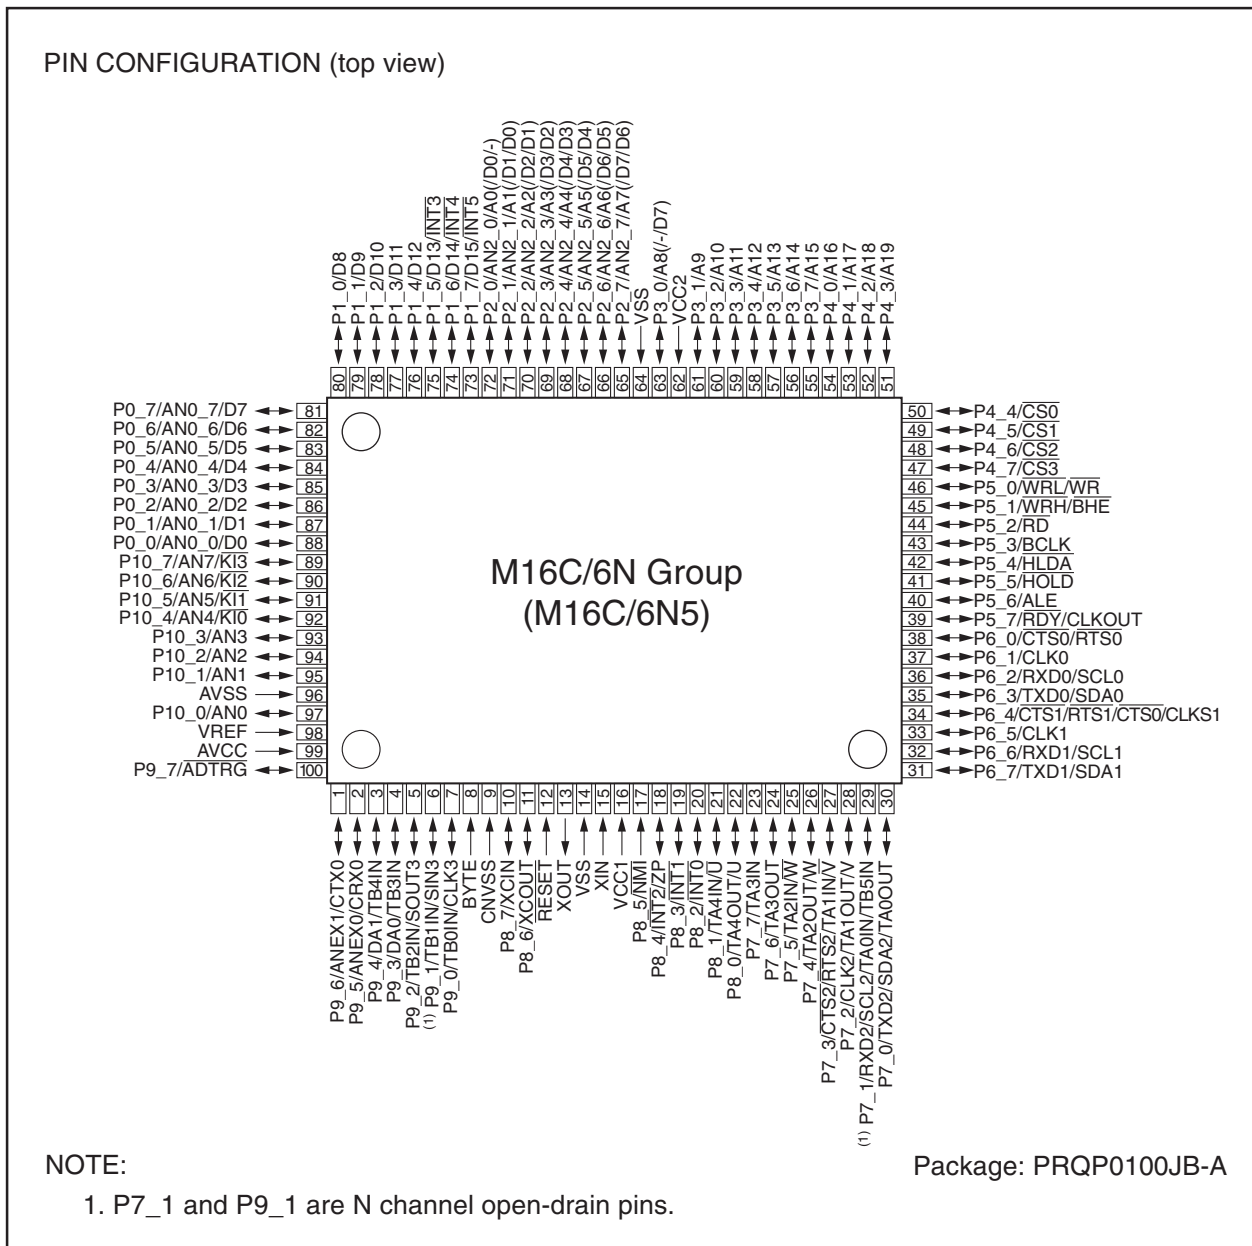 PIN CONFIGURATION (top view)
P1_0/D8
P1_1/D9
P1_2/D10
P1_3/D11
P1_4/D12
P1_5/D13/INT3
P1_6/D14/INT4
P1_7/D15/INT5
P2_0/AN2_0/A0(/D0/-)
P2_1/AN2_1/A1(/D1/D0)
P2_2/AN2_2/A2(/D2/D1)
P2_3/AN2_3/A3(/D3/D2)
P2_4/AN2_4/A4(/D4/D3)
P2_5/AN2_5/A5(/D5/D4)
P2_6/AN2_6/A6(/D6/D5)
P2_7/AN2_7/A7(/D7/D6)
VSS
P3_0/A8(/-/D7)
VCC2
P3_1/A9
P3_2/A10
P3_3/A11
P3_4/A12
P3_5/A13
P3_6/A14
P3_7/A15
P4_0/A16
P4_1/A17
P4_2/A18
P4_3/A19
80 79 78 77 76 75 74 73 72 71 70 69 68 67 66 65 64 63 62 61 60 59 58 57 56 55 54 53 52 51
P0_7/AN0_7/D7 81
P0_6/AN0_6/D6 82
P0_5/AN0_5/D5 83
P0_4/AN0_4/D4 84
P0_3/AN0_3/D3 85
P0_2/AN0_2/D2 86
P0_1/AN0_1/D1 87
P0_0/AN0_0/D0 88
P10_7/AN7/KI3 89
P10_6/AN6/KI2 90
P10_5/AN5/KI1 91
P10_4/AN4/KI0 92
P10_3/AN3 93
P10_2/AN2 94
P10_1/AN1 95
AVSS 96
P10_0/AN0 97
VREF 98
AVCC 99
P9_7/ADTRG 100
M16C/6N Group
(M16C/6N5)
50 P4_4/CS0
49 P4_5/CS1
48 P4_6/CS2
47 P4_7/CS3
46 P5_0/WRL/WR
45 P5_1/WRH/BHE
44 P5_2/RD
43 P5_3/BCLK
42 P5_4/HLDA
41 P5_5/HOLD
40 P5_6/ALE
39 P5_7/RDY/CLKOUT
38 P6_0/CTS0/RTS0
37 P6_1/CLK0
36 P6_2/RXD0/SCL0
35 P6_3/TXD0/SDA0
34 P6_4/CTS1/RTS1/CTS0/CLKS1
33 P6_5/CLK1
32 P6_6/RXD1/SCL1
31 P6_7/TXD1/SDA1
1 2 3 4 5 6 7 8 9 10 11 12 13 14 15 16 17 18 19 20 21 22 23 24 25 26 27 28 29 30
P9_6/ANEX1/CTX0
P9_5/ANEX0/CRX0
P9_4/DA1/TB4IN
P9_3/DA0/TB3IN
P9_2/TB2IN/SOUT3
(1) P9_1/TB1IN/SIN3
P9_0/TB0IN/CLK3
BYTE
CNVSS
P8_7/XCIN
P8_6/XCOUT
RESET
XOUT
VSS
XIN
VCC1
P8_5/NMI
P8_4/INT2/ZP
P8_3/INT1
P8_2/INT0
P8_1/TA4IN/U
P8_0/TA4OUT/U
P7_7/TA3IN
P7_6/TA3OUT
P7_5/TA2IN/W
P7_4/TA2OUT/W
P7_3/CTS2/RTS2/TA1IN/V
P7_2/CLK2/TA1OUT/V
(1) P7_1/RXD2/SCL2/TA0IN/TB5IN
P7_0/TXD2/SDA2/TA0OUT
NOTE:
1. P7_1 and P9_1 are N channel open-drain pins.
Package: PRQP0100JB-A